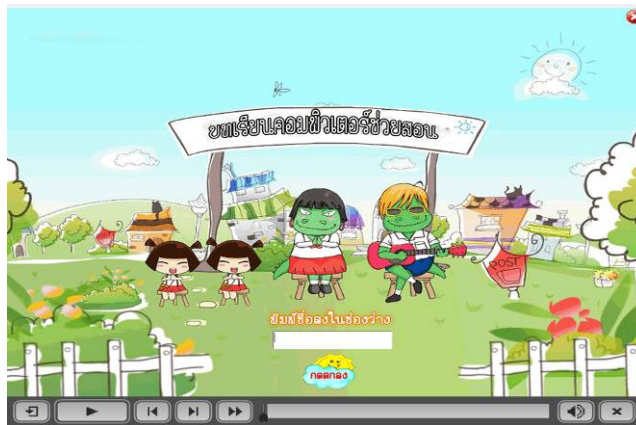 บทเรียนคอมพิวเตอร์ช่วยสอน
POST
พิมพ์ชื่อลงในช่องว่าง
กดตกลง